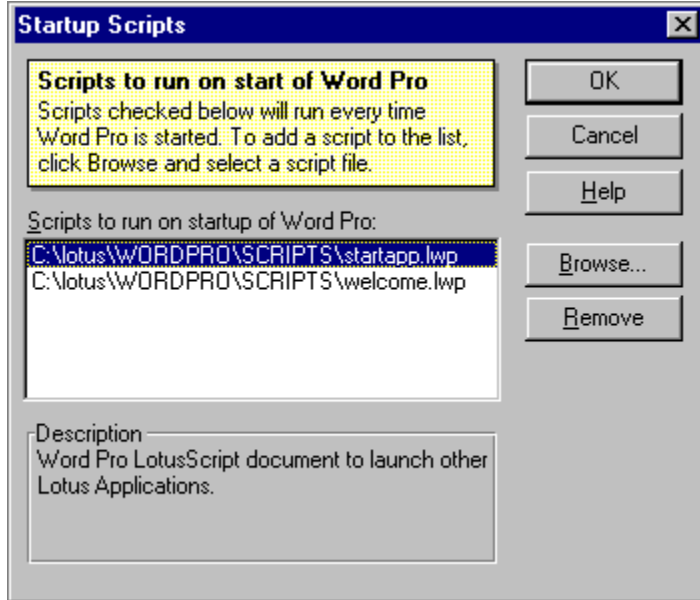 Startup Scripts
Scripts to run on start of Word Pro
Scripts checked below will run every time
Word Pro is started. To add a script to the list,
click Browse and select a script file.
OK
Cancel
Help
Scripts to run on startup of Word Pro:
C:\lotus\WORDPRO\SCRIPTS\startapp.lwp
C:\lotus\WORDPRO\SCRIPTS\welcome.lwp
Browse...
Remove
Description
Word Pro LotusScript document to launch other
Lotus Applications.